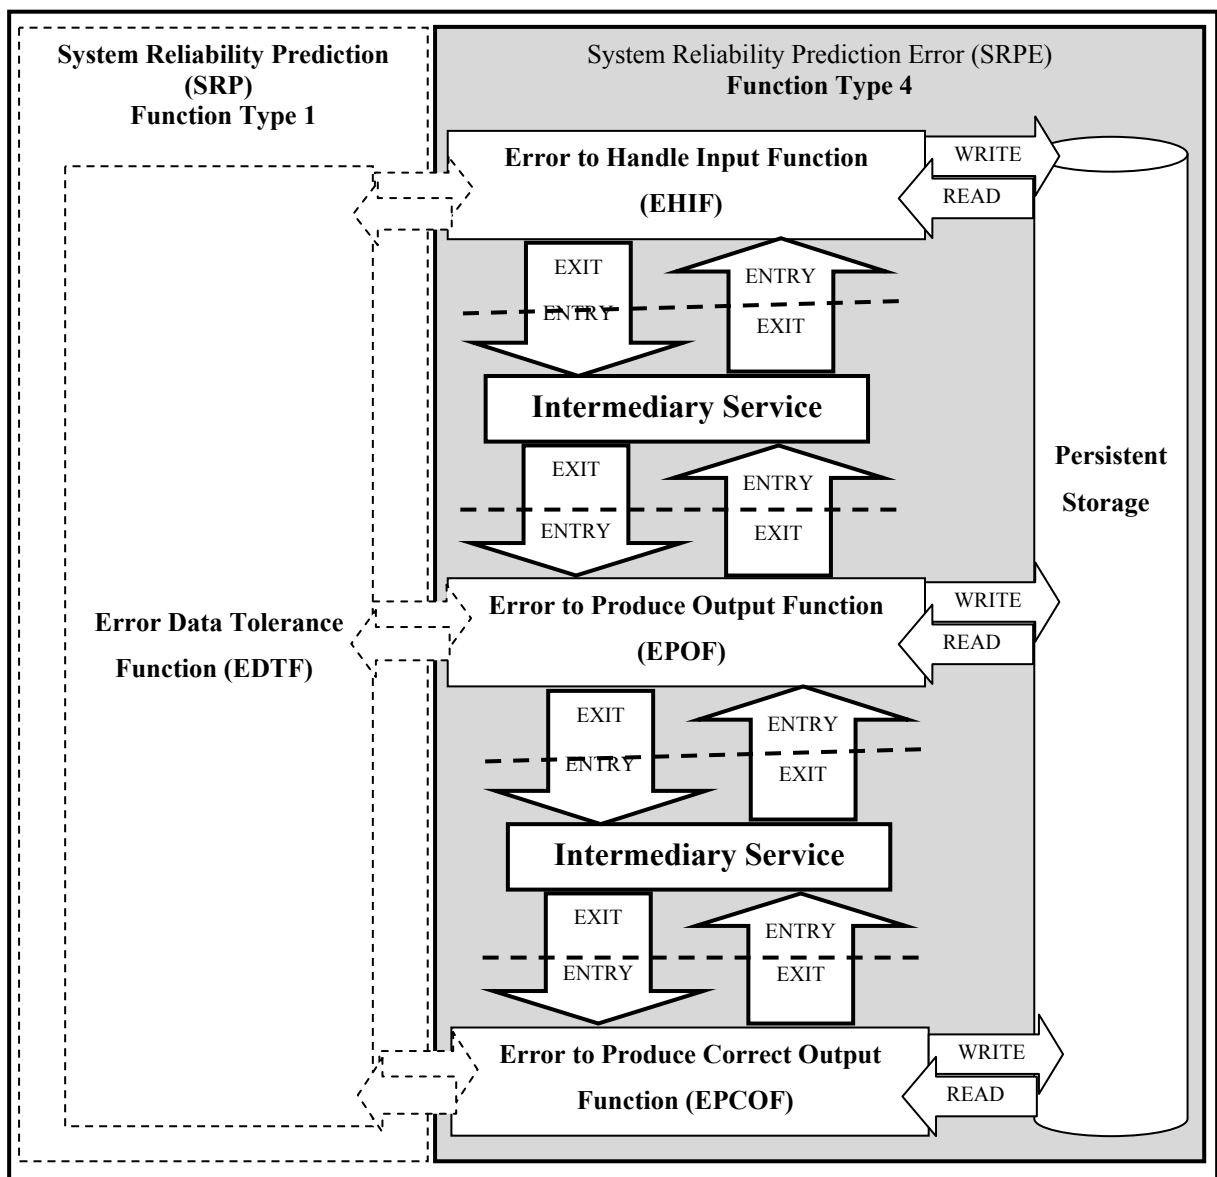 System Reliability Prediction
(SRP)
Function Type 1
System Reliability Prediction Error (SRPE)
Function Type 4
Error to Handle Input Function
(EHIF)
WRITE
READ
EXIT
ENTRY
ENTRY
EXIT
Intermediary Service
EXIT
ENTRY
ENTRY
EXIT
Persistent
Storage
Error Data Tolerance
Function (EDTF)
Error to Produce Output Function
(EPOF)
WRITE
READ
EXIT
ENTRY
ENTRY
EXIT
Intermediary Service
EXIT
ENTRY
ENTRY
EXIT
Error to Produce Correct Output
Function (EPCOF)
WRITE
READ